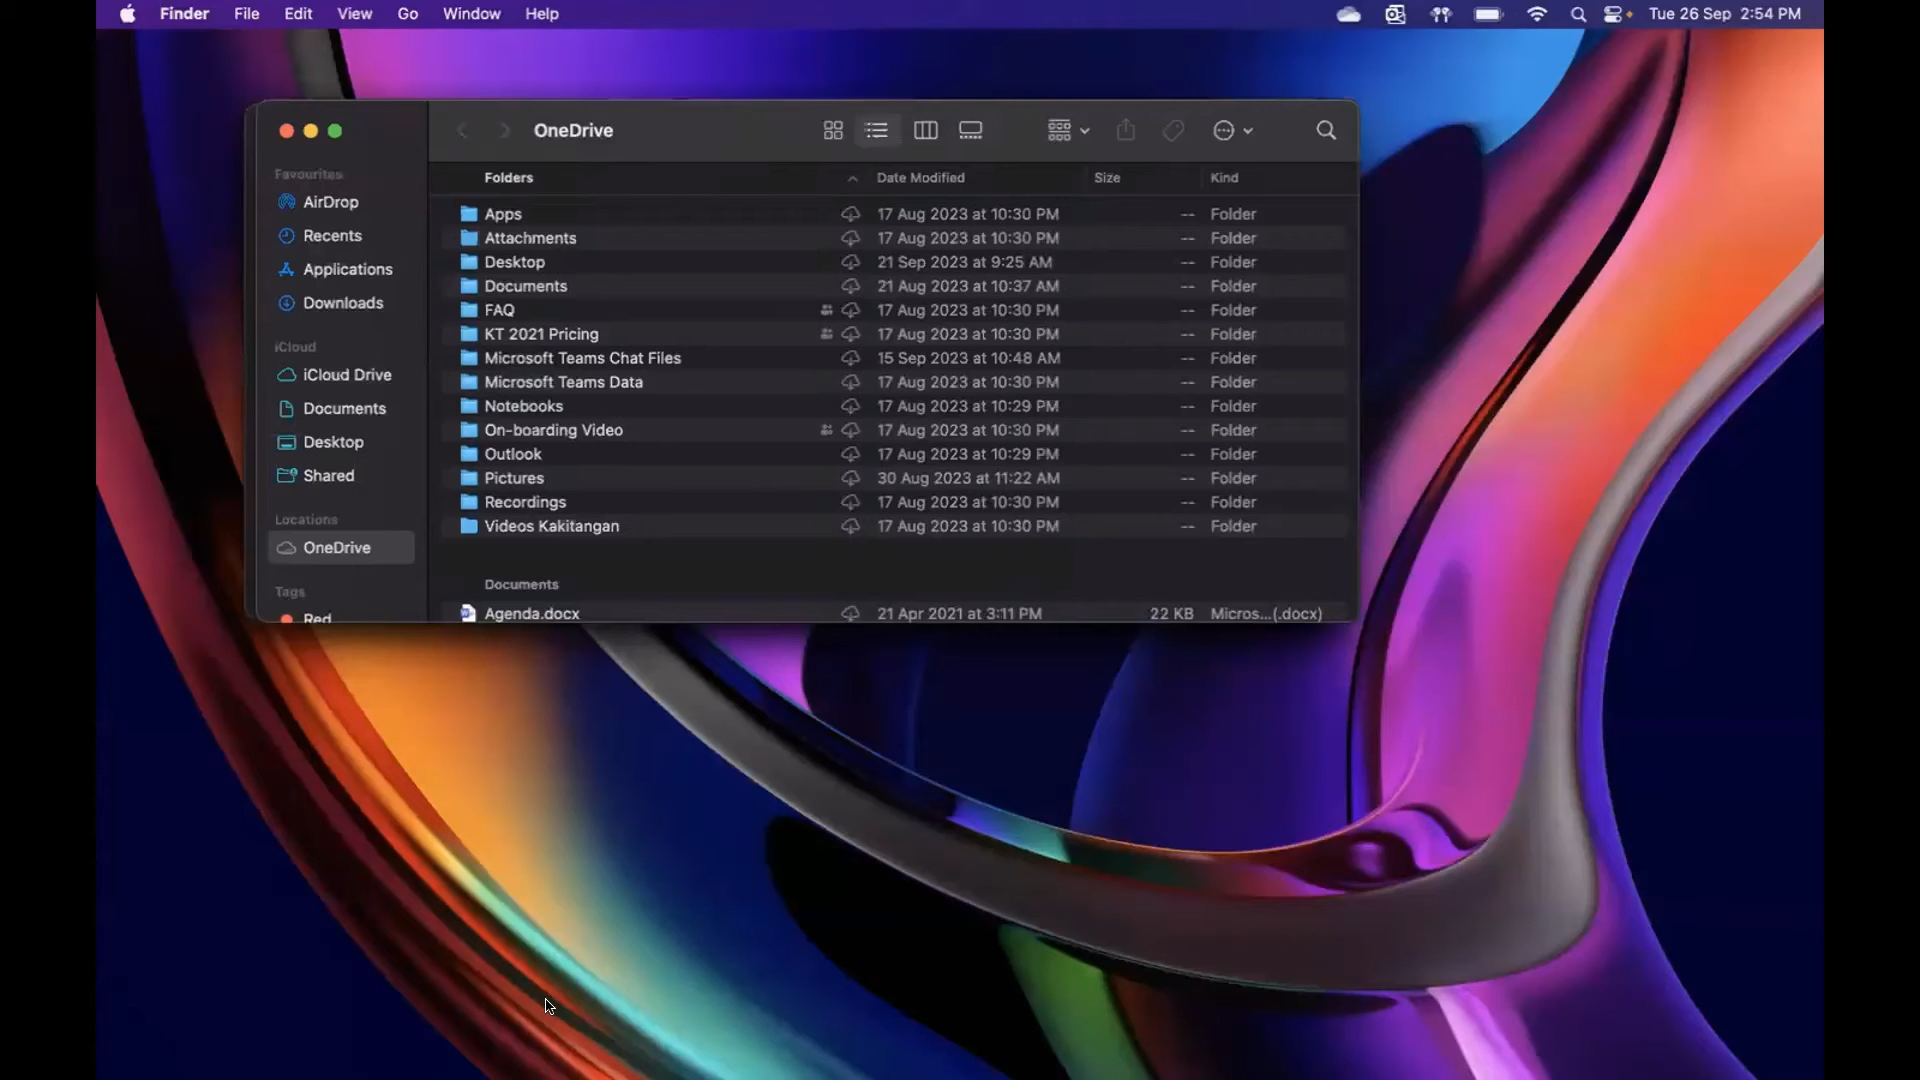 Finder File Edit View Go Window Help Tue 26 Sep 2:54 PM
OneDrive
Favourites
AirDrop
Recents
Applications
Downloads
iCloud
iCloud Drive
Documents
Desktop
Shared
Locations
OneDrive
Tags
Red
Folders Date Modified Size Kind
Apps 17 Aug 2023 at 10:30 PM -- Folder
Attachments 17 Aug 2023 at 10:30 PM -- Folder
Desktop 21 Sep 2023 at 9:25 AM -- Folder
Documents 21 Aug 2023 at 10:37 AM -- Folder
FAQ 17 Aug 2023 at 10:30 PM -- Folder
KT 2021 Pricing 17 Aug 2023 at 10:30 PM -- Folder
Microsoft Teams Chat Files 15 Sep 2023 at 10:48 AM -- Folder
Microsoft Teams Data 17 Aug 2023 at 10:30 PM -- Folder
Notebooks 17 Aug 2023 at 10:29 PM -- Folder
On-boarding Video 17 Aug 2023 at 10:30 PM -- Folder
Outlook 17 Aug 2023 at 10:29 PM -- Folder
Pictures 30 Aug 2023 at 11:22 AM -- Folder
Recordings 17 Aug 2023 at 10:30 PM -- Folder
Videos Kakitangan 17 Aug 2023 at 10:30 PM -- Folder
Documents
Agenda.docx 21 Apr 2021 at 3:11 PM 22 KB Micros...(.docx)